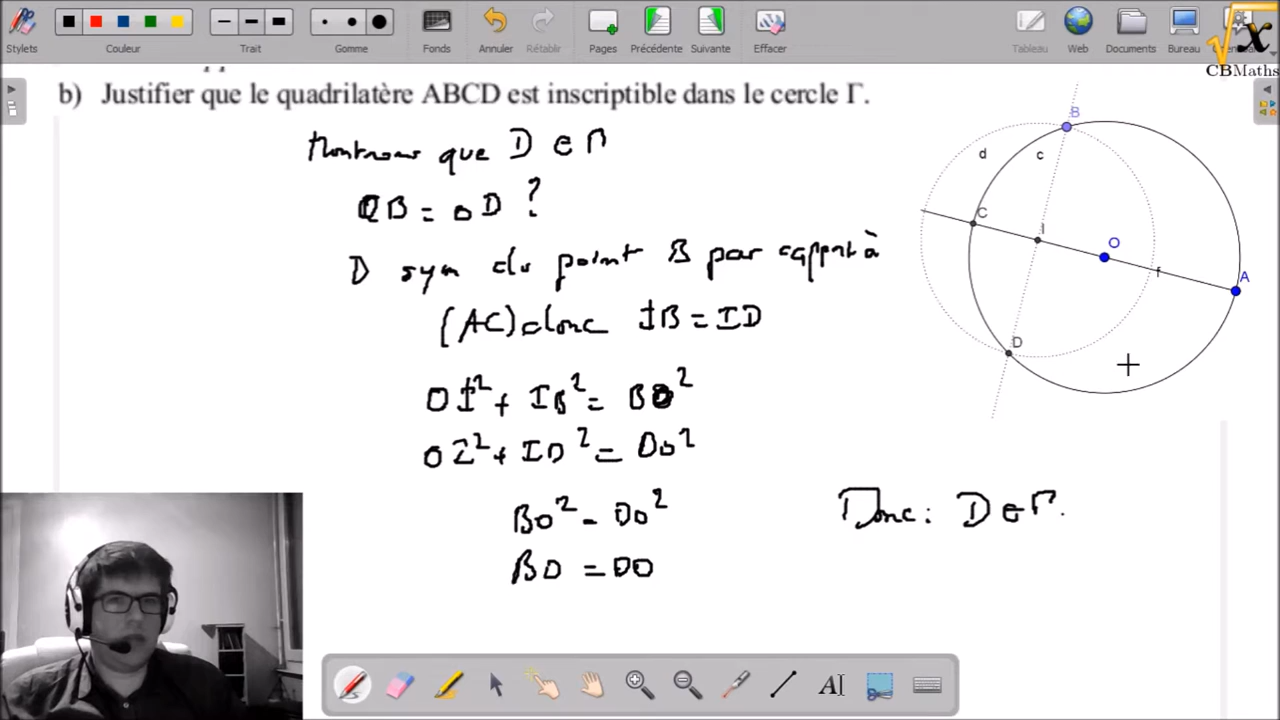 Stylets Couleur Trait Gomme Fonds Annuler Rétablir Pages Précédente Suivante Effacer Tableau Web Documents Bureau
CBMaths
b) Justifier que le quadrilatère ABCD est inscriptible dans le cercle Γ.
Montrons que D ∈ Γ
OB = OD ?
D sym du point B par rapport à
(AC) donc IB = ID
OI² + IB² = BO²
OI² + ID² = DO²
BO² = DO²
BO = DO
Donc : D ∈ Γ.
B
d
c
C
I
O
f
A
D
AI